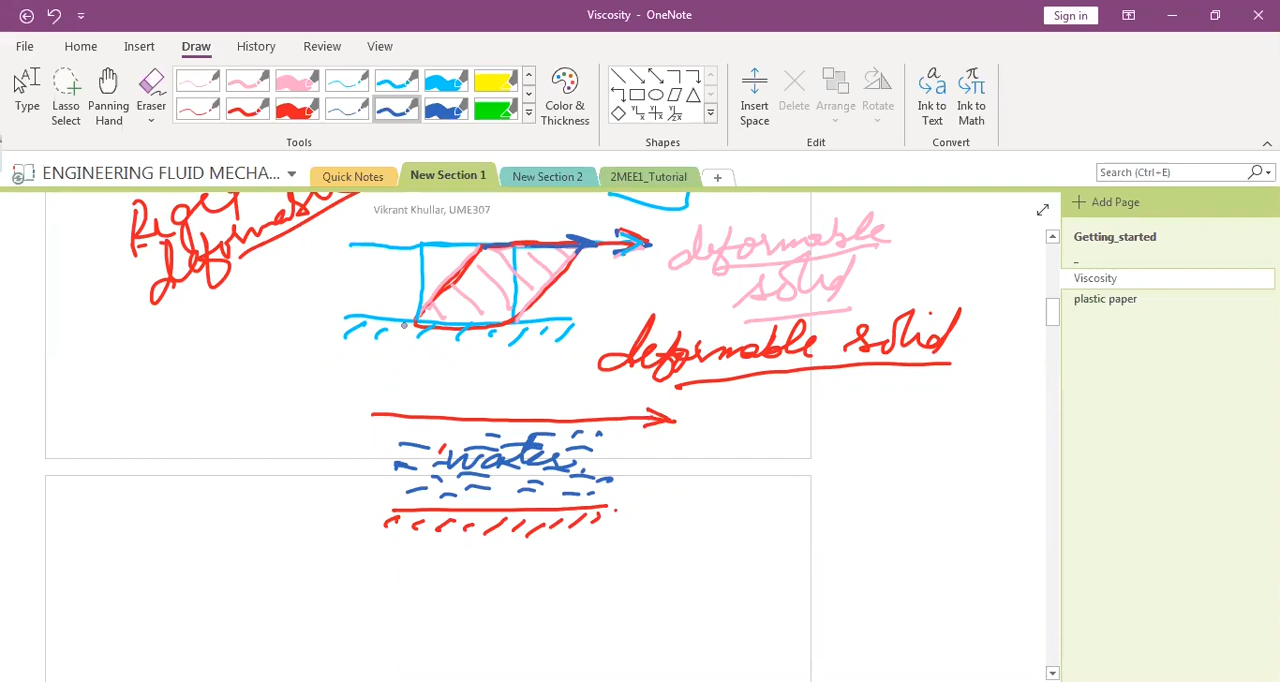 Viscosity - OneNote
Sign in
File Home Insert Draw History Review View
Type
Lasso Select
Panning Hand
Eraser
Color & Thickness
Insert Space
Delete
Arrange
Rotate
Ink to Text
Ink to Math
Tools
Shapes
Edit
Convert
ENGINEERING FLUID MECHA...
Quick Notes
New Section 1
New Section 2
2MEE1_Tutorial
Search (Ctrl+E)
Add Page
Getting_started
Viscosity
plastic paper
Vikrant Khullar, UME307
deformable
solid
deformable solid
water